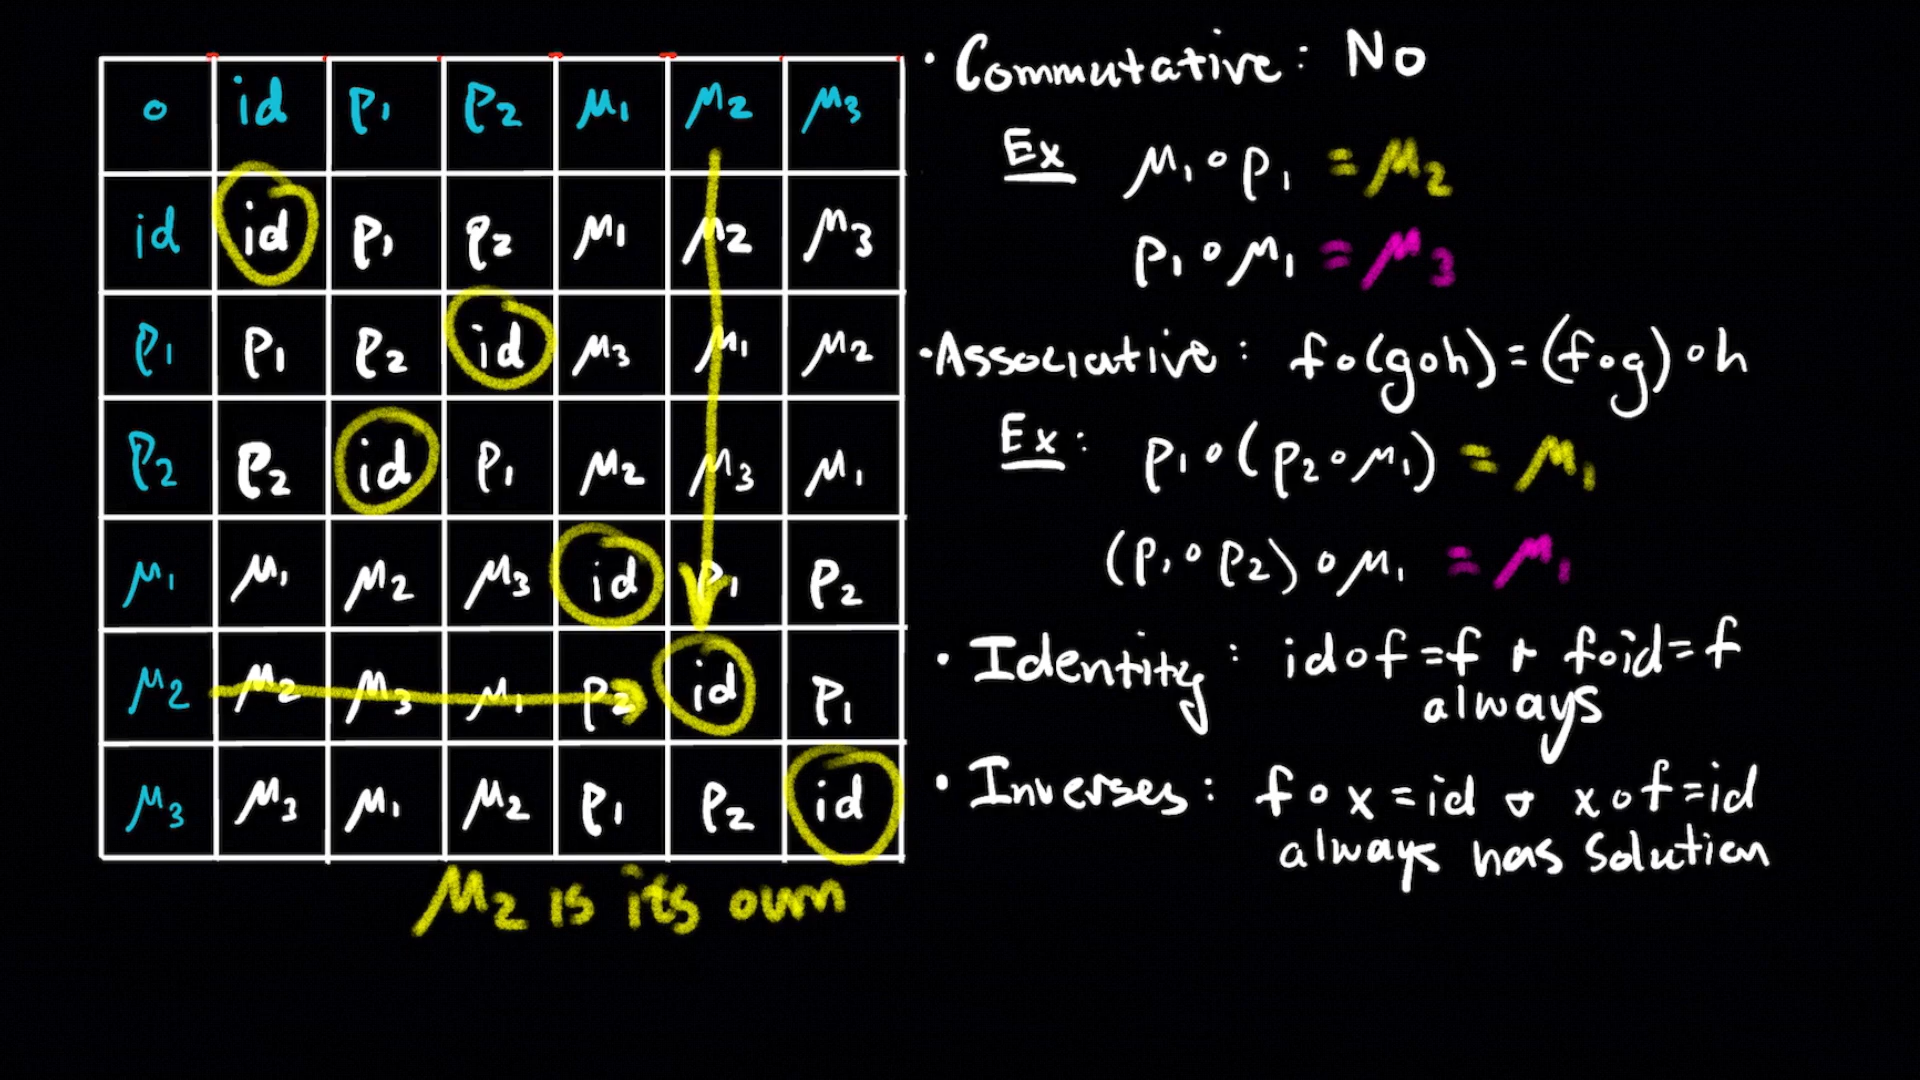 ∘ id ρ₁ ρ₂ μ₁ μ₂ μ₃
id id ρ₁ ρ₂ μ₁ μ₂ μ₃
ρ₁ ρ₁ ρ₂ id μ₃ μ₁ μ₂
ρ₂ ρ₂ id ρ₁ μ₂ μ₃ μ₁
μ₁ μ₁ μ₂ μ₃ id ρ₁ ρ₂
μ₂ μ₂ μ₃ μ₁ ρ₂ id ρ₁
μ₃ μ₃ μ₁ μ₂ ρ₁ ρ₂ id
μ₂ is its own
• Commutative: No
Ex μ₁∘ρ₁ = μ₂
ρ₁∘μ₁ = μ₃
• Associative: f∘(g∘h) = (f∘g)∘h
Ex: ρ₁∘(ρ₂∘μ₁) = μ₁
(ρ₁∘ρ₂)∘μ₁ = μ₁
• Identity: id∘f = f + f∘id = f
always
• Inverses: f∘x = id & x∘f = id
always has solution